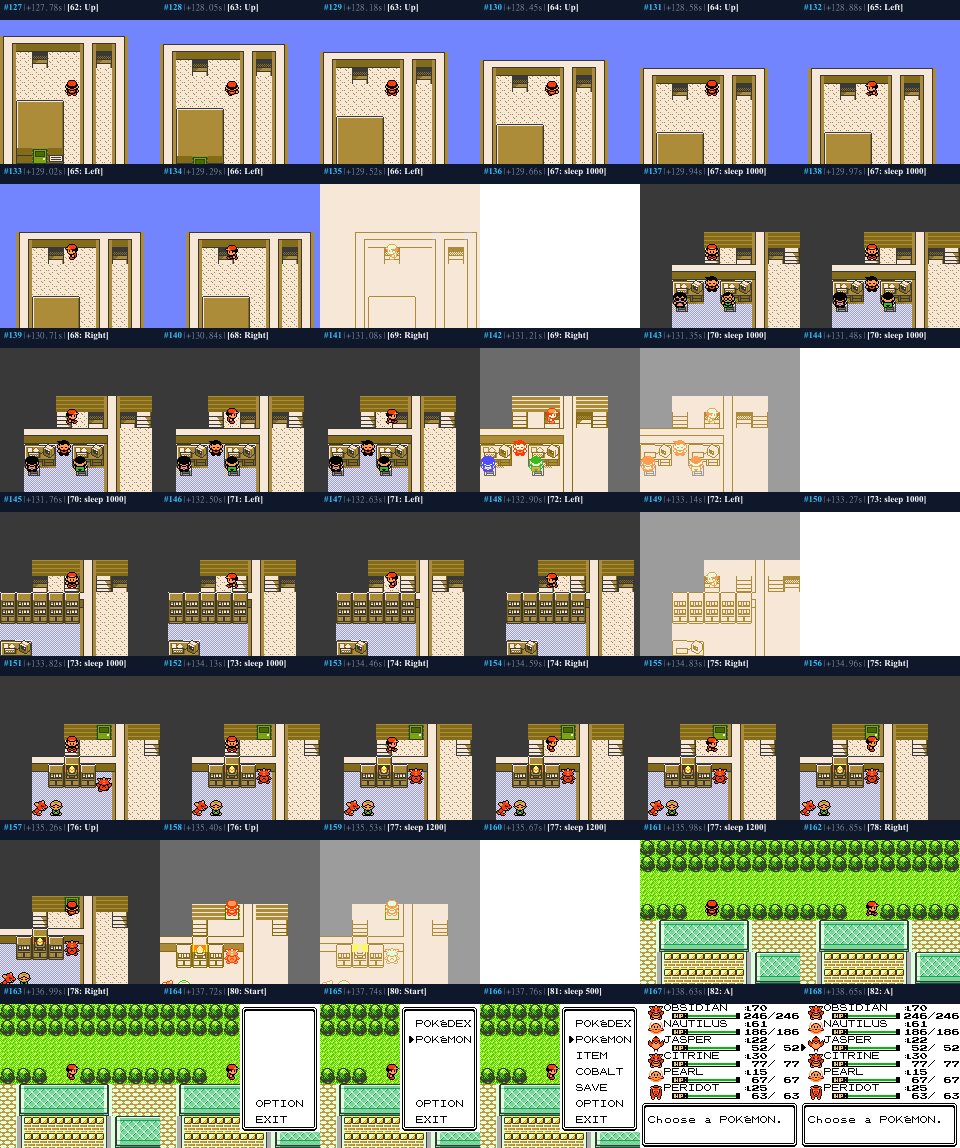 #127 |+127.78s| [62: Up]
#128 |+128.05s| [63: Up]
#129 |+128.18s| [63: Up]
#130 |+128.45s| [64: Up]
#131 |+128.58s| [64: Up]
#132 |+128.88s| [65: Left]
#133 |+129.02s| [65: Left]
#134 |+129.29s| [66: Left]
#135 |+129.52s| [66: Left]
#136 |+129.66s| [67: sleep 1000]
#137 |+129.94s| [67: sleep 1000]
#138 |+129.97s| [67: sleep 1000]
#139 |+130.71s| [68: Right]
#140 |+130.84s| [68: Right]
#141 |+131.08s| [69: Right]
#142 |+131.21s| [69: Right]
#143 |+131.35s| [70: sleep 1000]
#144 |+131.48s| [70: sleep 1000]
#145 |+131.76s| [70: sleep 1000]
#146 |+132.50s| [71: Left]
#147 |+132.63s| [71: Left]
#148 |+132.90s| [72: Left]
#149 |+133.14s| [72: Left]
#150 |+133.27s| [73: sleep 1000]
#151 |+133.82s| [73: sleep 1000]
#152 |+134.13s| [73: sleep 1000]
#153 |+134.46s| [74: Right]
#154 |+134.59s| [74: Right]
#155 |+134.83s| [75: Right]
#156 |+134.96s| [75: Right]
#157 |+135.26s| [76: Up]
#158 |+135.40s| [76: Up]
#159 |+135.53s| [77: sleep 1200]
#160 |+135.67s| [77: sleep 1200]
#161 |+135.98s| [77: sleep 1200]
#162 |+136.85s| [78: Right]
#163 |+136.99s| [78: Right]
#164 |+137.72s| [80: Start]
#165 |+137.74s| [80: Start]
#166 |+137.76s| [81: sleep 500]
#167 |+138.63s| [82: A]
#168 |+138.65s| [82: A]
OPTION
EXIT
POKéDEX
▶POKéMON
OPTION
EXIT
POKéDEX
▶POKéMON
ITEM
COBALT
SAVE
OPTION
EXIT
OBSIDIAN :L70
HP: 246/246
NAUTILUS :L61
HP: 186/186
JASPER :L22
HP: 52/ 52
CITRINE :L30
HP: 77/ 77
PEARL :L15
HP: 67/ 67
PERIDOT :L25
HP: 63/ 63
Choose a POKéMON.
OBSIDIAN :L70
HP: 246/246
NAUTILUS :L61
HP: 186/186
▶JASPER :L22
HP: 52/ 52
CITRINE :L30
HP: 77/ 77
PEARL :L15
HP: 67/ 67
PERIDOT :L25
HP: 63/ 63
Choose a POKéMON.